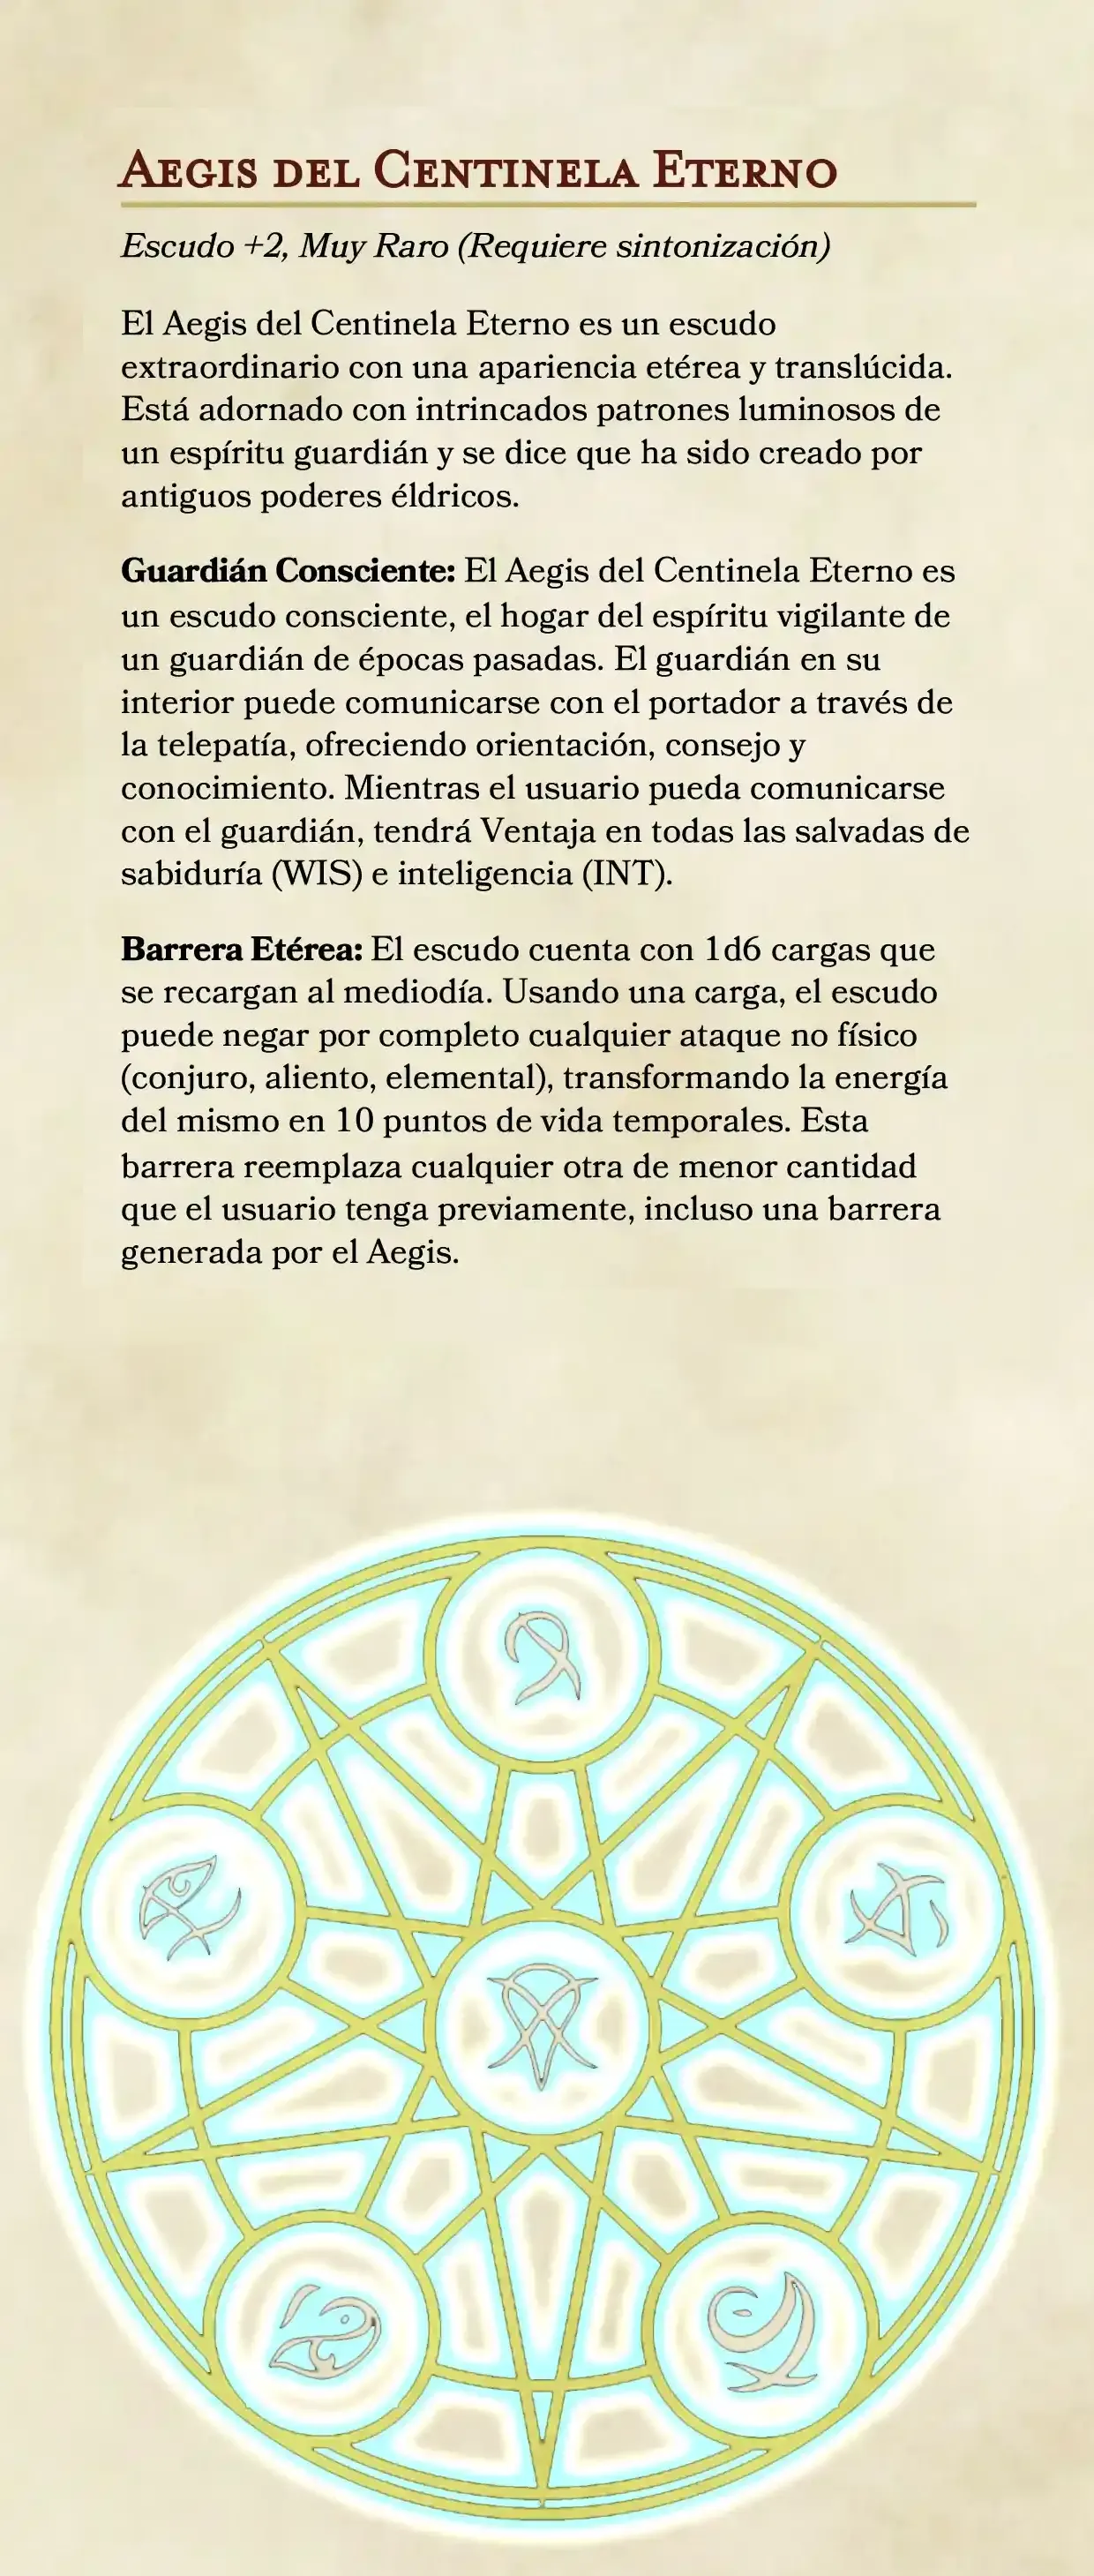 Aegis del Centinela Eterno
Escudo +2, Muy Raro (Requiere sintonización)
El Aegis del Centinela Eterno es un escudo
extraordinario con una apariencia etérea y translúcida.
Está adornado con intrincados patrones luminosos de
un espíritu guardián y se dice que ha sido creado por
antiguos poderes éldricos.
Guardián Consciente: El Aegis del Centinela Eterno es
un escudo consciente, el hogar del espíritu vigilante de
un guardián de épocas pasadas. El guardián en su
interior puede comunicarse con el portador a través de
la telepatía, ofreciendo orientación, consejo y
conocimiento. Mientras el usuario pueda comunicarse
con el guardián, tendrá Ventaja en todas las salvadas de
sabiduría (WIS) e inteligencia (INT).
Barrera Etérea: El escudo cuenta con 1d6 cargas que
se recargan al mediodía. Usando una carga, el escudo
puede negar por completo cualquier ataque no físico
(conjuro, aliento, elemental), transformando la energía
del mismo en 10 puntos de vida temporales. Esta
barrera reemplaza cualquier otra de menor cantidad
que el usuario tenga previamente, incluso una barrera
generada por el Aegis.